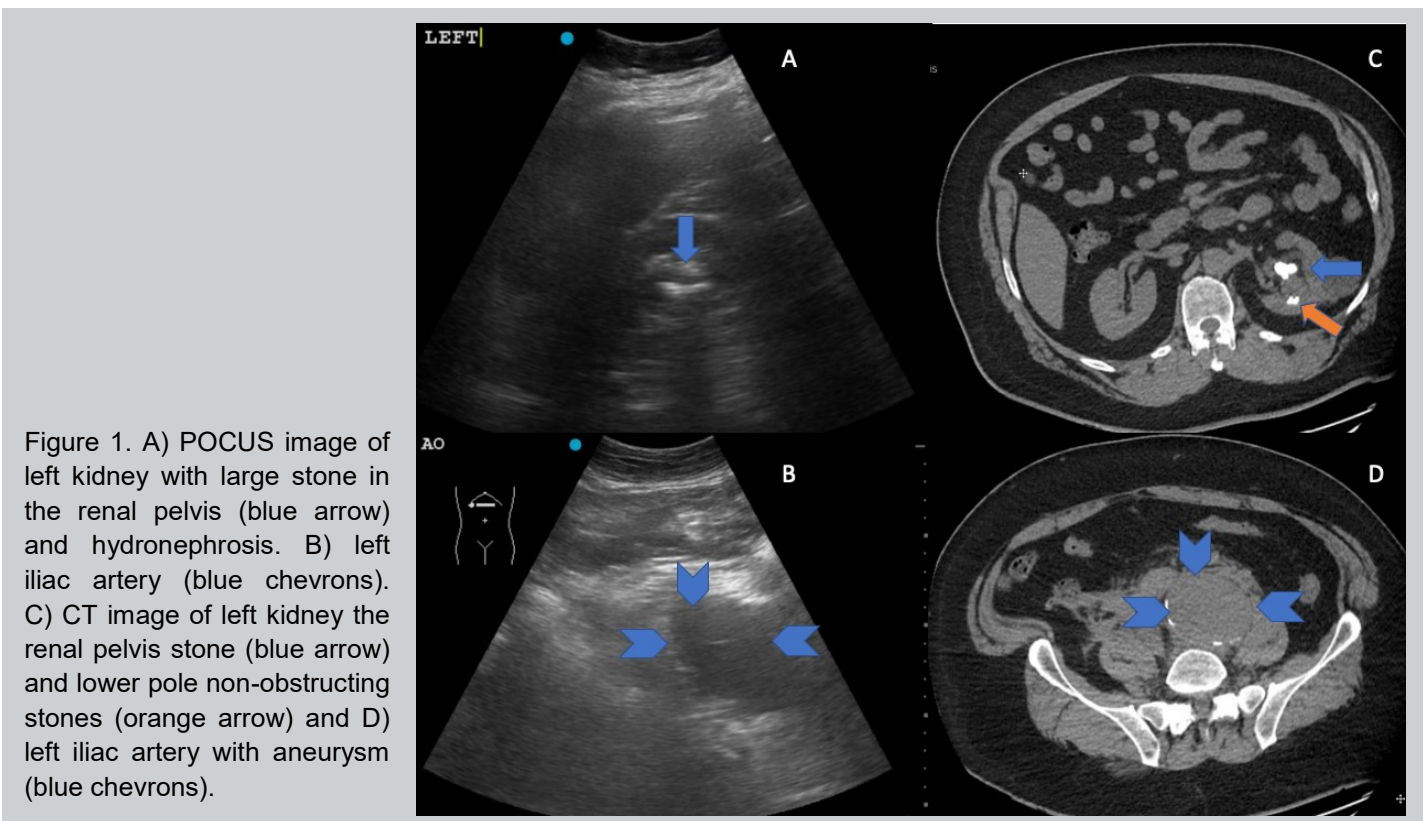 Figure 1. A) POCUS image of
left kidney with large stone in
the renal pelvis (blue arrow)
and hydronephrosis. B) left
iliac artery (blue chevrons).
C) CT image of left kidney the
renal pelvis stone (blue arrow)
and lower pole non-obstructing
stones (orange arrow) and D)
left iliac artery with aneurysm
(blue chevrons).
LEFT
A
is
C
AO
B
D